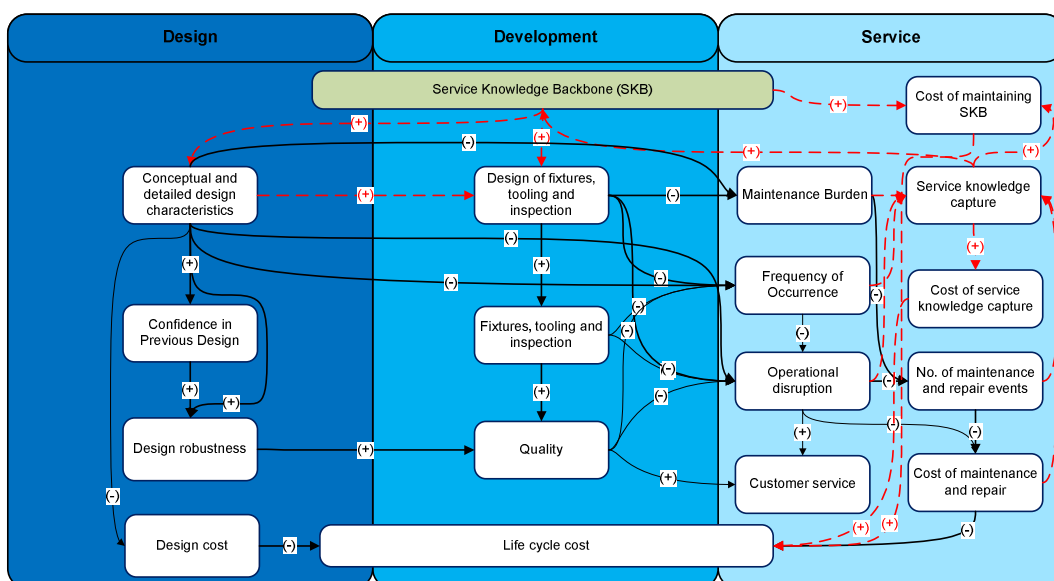 Design
Development
Service
Service Knowledge Backbone (SKB)
(+)
Cost of maintaining
SKB
(+)
(-)
(+)
(+)
(+)
Conceptual and
detailed design
characteristics
(+)
Design of fixtures,
tooling and
inspection
(-)
Maintenance Burden
Service knowledge
capture
(-)
(+)
(+)
(+)
(-)
(-)
Frequency of
Occurrence
(-)
Cost of service
knowledge capture
Confidence in
Previous Design
Fixtures, tooling and
inspection
(-)
(-)
(-)
(-)
Operational
disruption
(-)
No. of maintenance
and repair events
(+)
(+)
(+)
(-)
Design robustness
(+)
Quality
(+)
(-)
(-)
(+)
Customer service
Cost of maintenance
and repair
(-)
Design cost
(-)
Life cycle cost
(+)
(+)
(-)